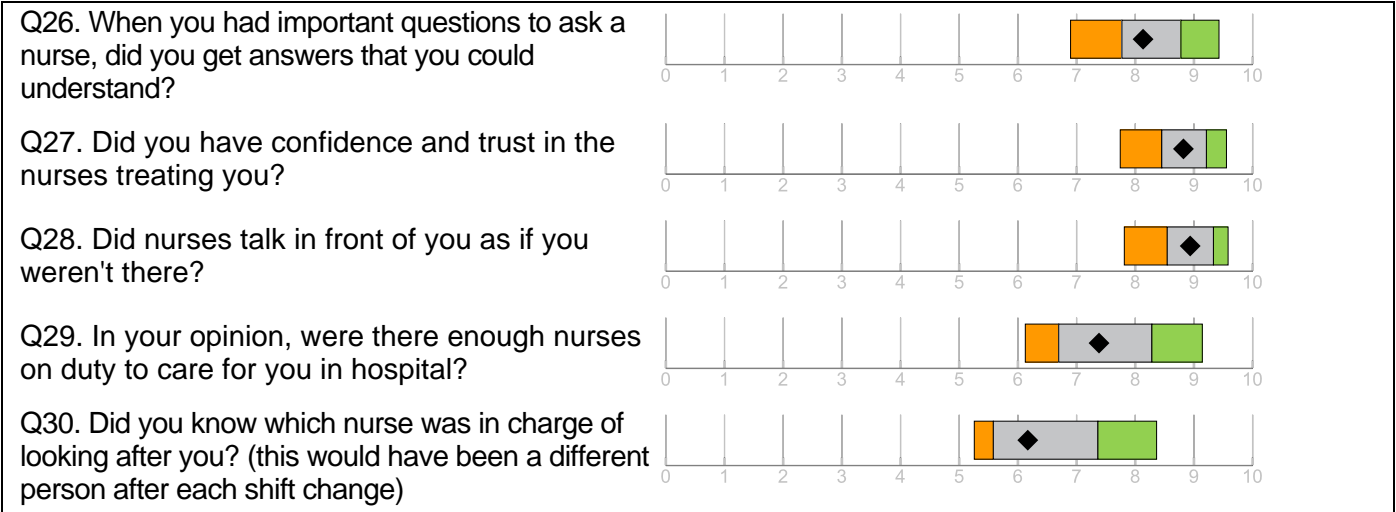 Q26. When you had important questions to ask a
nurse, did you get answers that you could
understand?
0 1 2 3 4 5 6 7 8 9 10
Q27. Did you have confidence and trust in the
nurses treating you?
0 1 2 3 4 5 6 7 8 9 10
Q28. Did nurses talk in front of you as if you
weren't there?
0 1 2 3 4 5 6 7 8 9 10
Q29. In your opinion, were there enough nurses
on duty to care for you in hospital?
0 1 2 3 4 5 6 7 8 9 10
Q30. Did you know which nurse was in charge of
looking after you? (this would have been a different
person after each shift change)
0 1 2 3 4 5 6 7 8 9 10